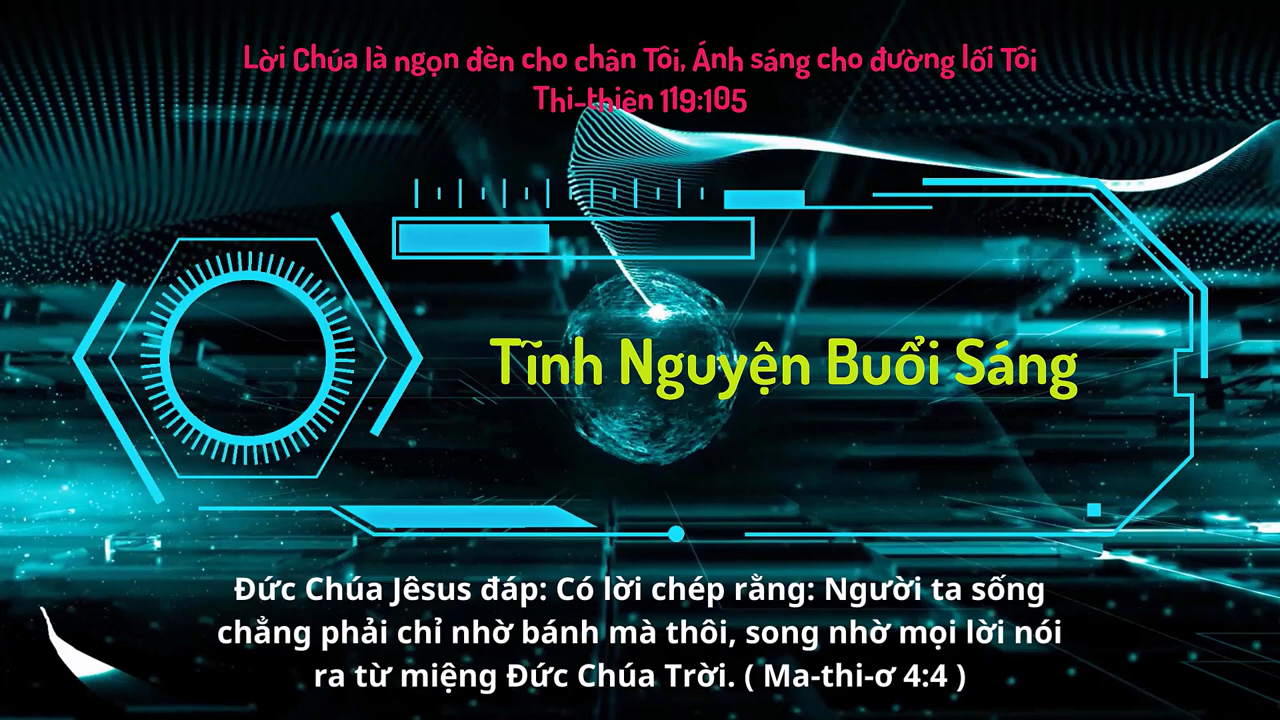 Lời Chúa là ngọn đèn cho chân Tôi, Ánh sáng cho đường lối Tôi
Thi-thiên 119:105
Tĩnh Nguyện Buổi Sáng
Đức Chúa Jêsus đáp: Có lời chép rằng: Người ta sống
chẳng phải chỉ nhờ bánh mà thôi, song nhờ mọi lời nói
ra từ miệng Đức Chúa Trời. ( Ma-thi-ơ 4:4 )